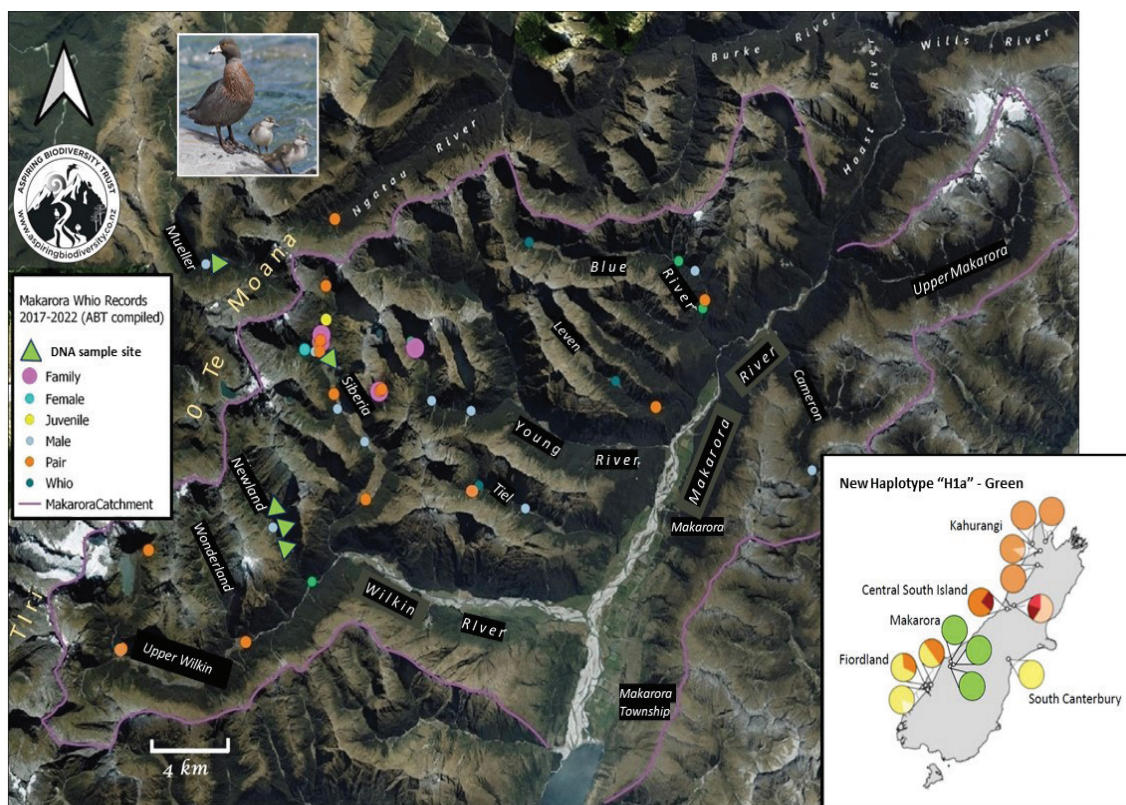 Burke River
Wills River
Haast River
Ngatau River
ASPIRING BIODIVERSITY TRUST
www.aspiringbiodiversity.co.nz
Mueller
Tiri O Te Moana
Blue River
Upper Makarora
Makarora Whio Records
2017-2022 (ABT compiled)
DNA sample site
Family
Female
Juvenile
Male
Pair
Whio
MakaroraCatchment
Leven
River
Siberia
Cameron
Young River
Makarora
Newland
Tiel
Makarora
Wonderland
Wilkin RIver
Upper Wilkin
Makarora
Township
4 km
New Haplotype "H1a" - Green
Kahurangi
Central South Island
Makarora
Fiordland
South Canterbury